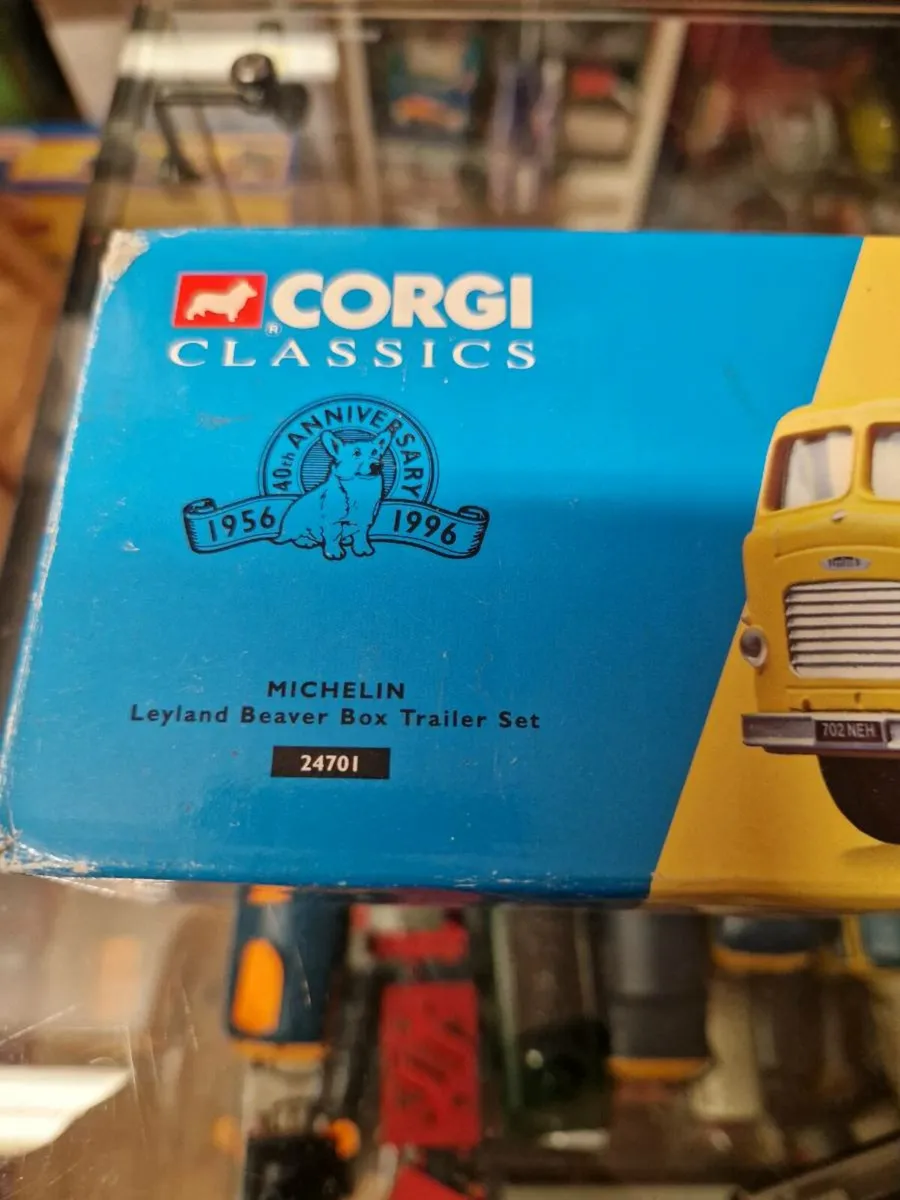 CORGI
®
CLASSICS
40th ANNIVERSARY
1956 1996
MICHELIN
Leyland Beaver Box Trailer Set
24701
702 NEH